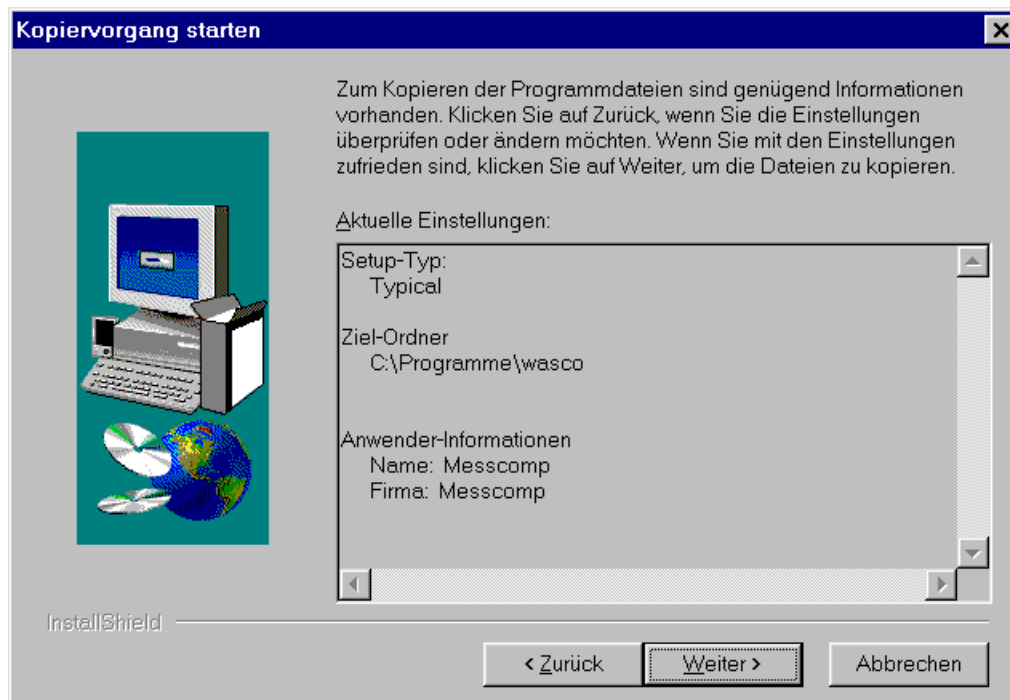 Kopiervorgang starten
Zum Kopieren der Programmdateien sind genügend Informationen
vorhanden. Klicken Sie auf Zurück, wenn Sie die Einstellungen
überprüfen oder ändern möchten. Wenn Sie mit den Einstellungen
zufrieden sind, klicken Sie auf Weiter, um die Dateien zu kopieren.
Aktuelle Einstellungen:
Setup-Typ:
Typical
Ziel-Ordner
C:\Programme\wasco
Anwender-Informationen
Name: Messcomp
Firma: Messcomp
InstallShield
< Zurück Weiter > Abbrechen